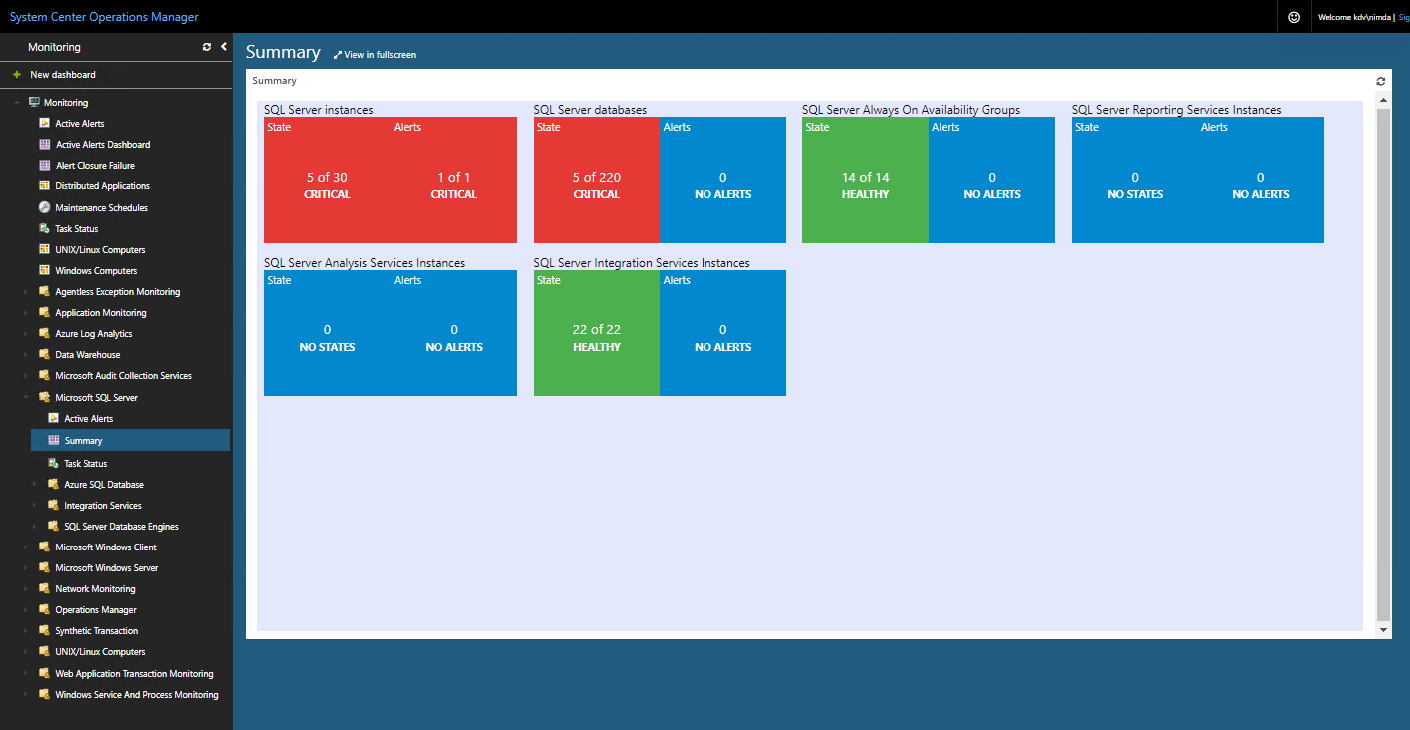 System Center Operations Manager
Welcome kdv\nimda | Sig
Monitoring
New dashboard
Monitoring
Active Alerts
Active Alerts Dashboard
Alert Closure Failure
Distributed Applications
Maintenance Schedules
Task Status
UNIX/Linux Computers
Windows Computers
Agentless Exception Monitoring
Application Monitoring
Azure Log Analytics
Data Warehouse
Microsoft Audit Collection Services
Microsoft SQL Server
Active Alerts
Summary
Task Status
Azure SQL Database
Integration Services
SQL Server Database Engines
Microsoft Windows Client
Microsoft Windows Server
Network Monitoring
Operations Manager
Synthetic Transaction
UNIX/Linux Computers
Web Application Transaction Monitoring
Windows Service And Process Monitoring
Summary View in fullscreen
Summary
SQL Server instances
State Alerts
5 of 30 1 of 1
CRITICAL CRITICAL
SQL Server databases
State Alerts
5 of 220 0
CRITICAL NO ALERTS
SQL Server Always On Availability Groups
State Alerts
14 of 14 0
HEALTHY NO ALERTS
SQL Server Reporting Services Instances
State Alerts
0 0
NO STATES NO ALERTS
SQL Server Analysis Services Instances
State Alerts
0 0
NO STATES NO ALERTS
SQL Server Integration Services Instances
State Alerts
22 of 22 0
HEALTHY NO ALERTS